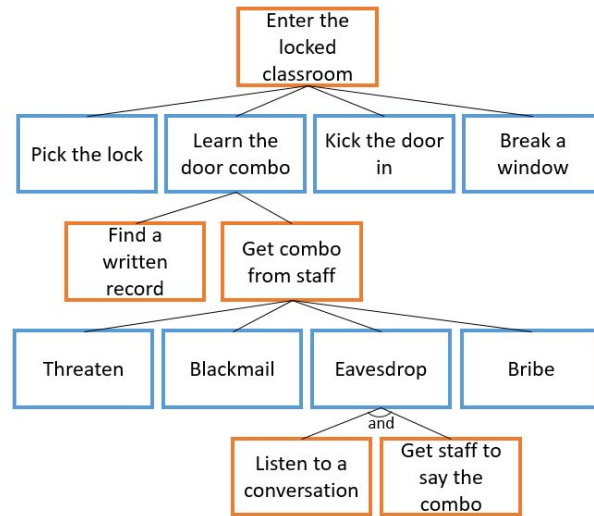 Enter the
locked
classroom
Pick the lock
Learn the
door combo
Kick the door
in
Break a
window
Find a
written
record
Get combo
from staff
Threaten
Blackmail
Eavesdrop
Bribe
and
Listen to a
conversation
Get staff to
say the
combo